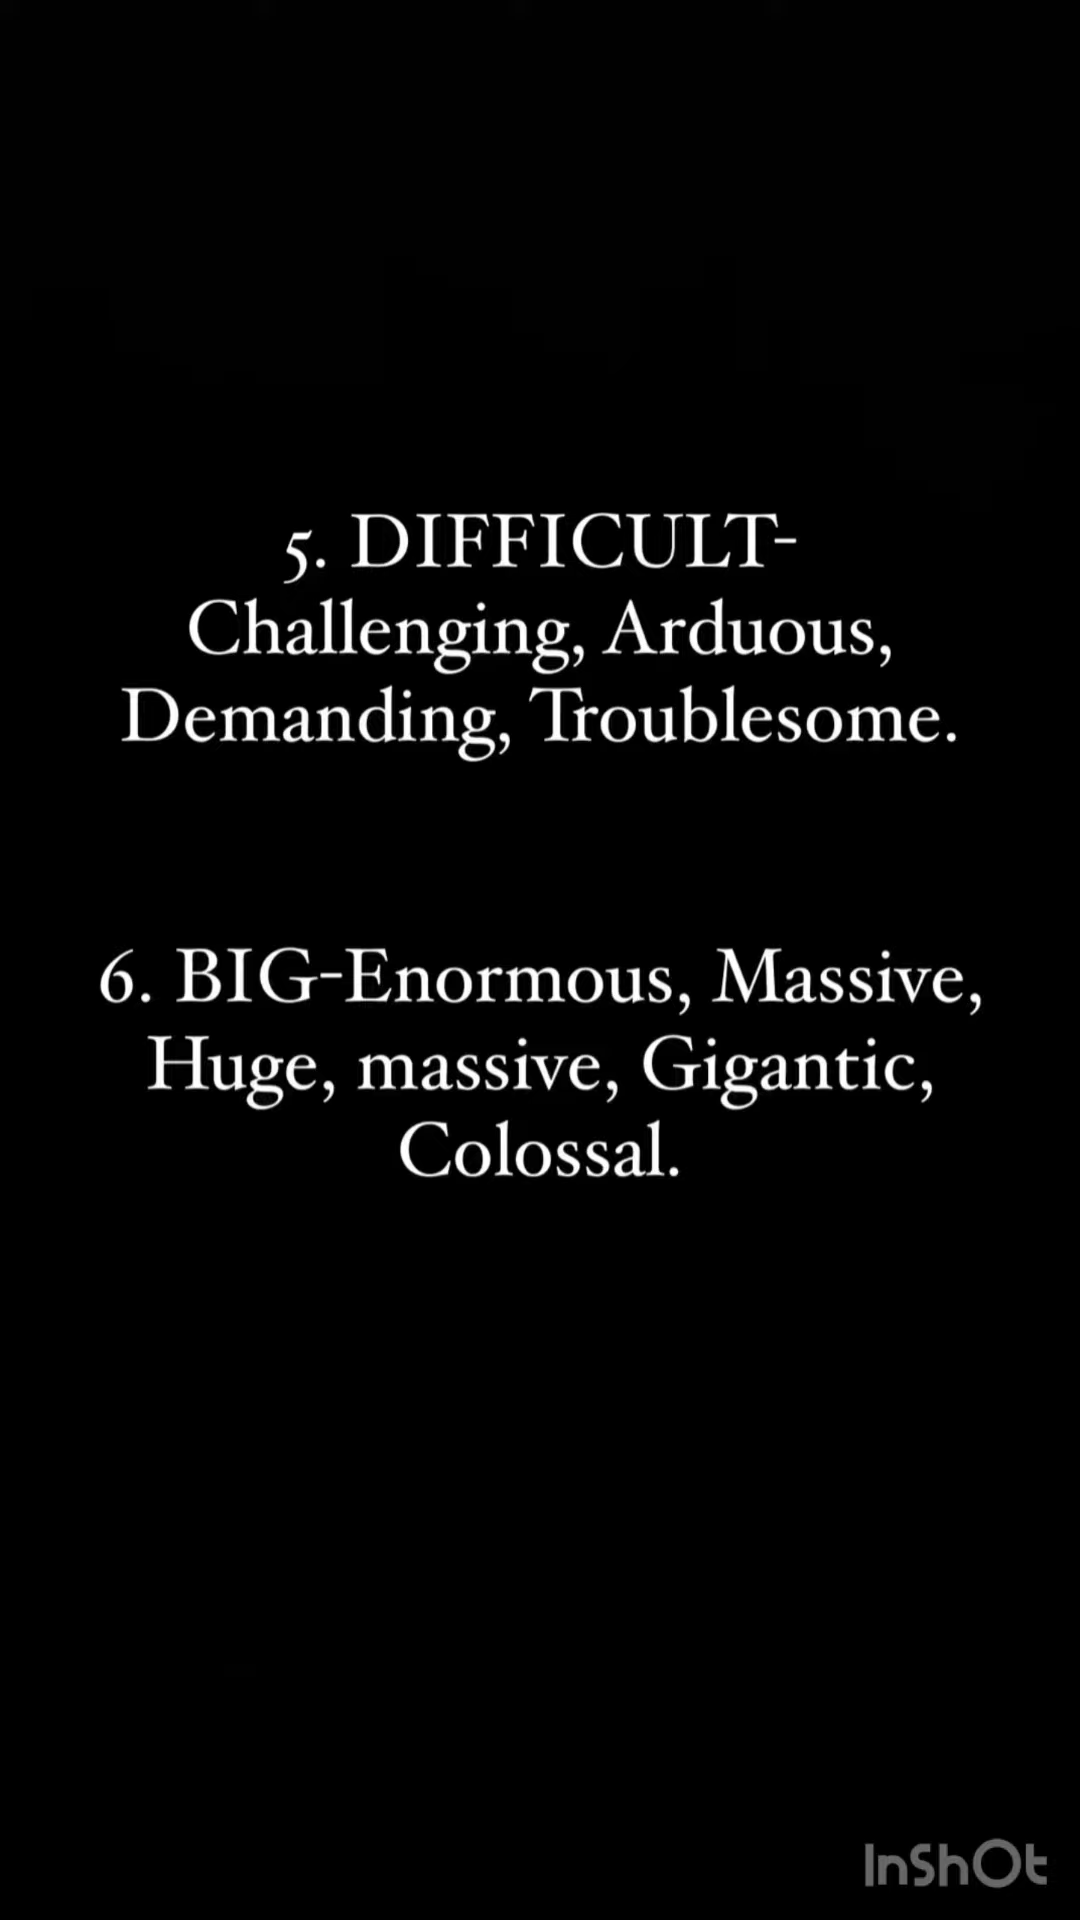 5. DIFFICULT-
Challenging, Arduous,
Demanding, Troublesome.
6. BIG-Enormous, Massive,
Huge, massive, Gigantic,
Colossal.
InShOt